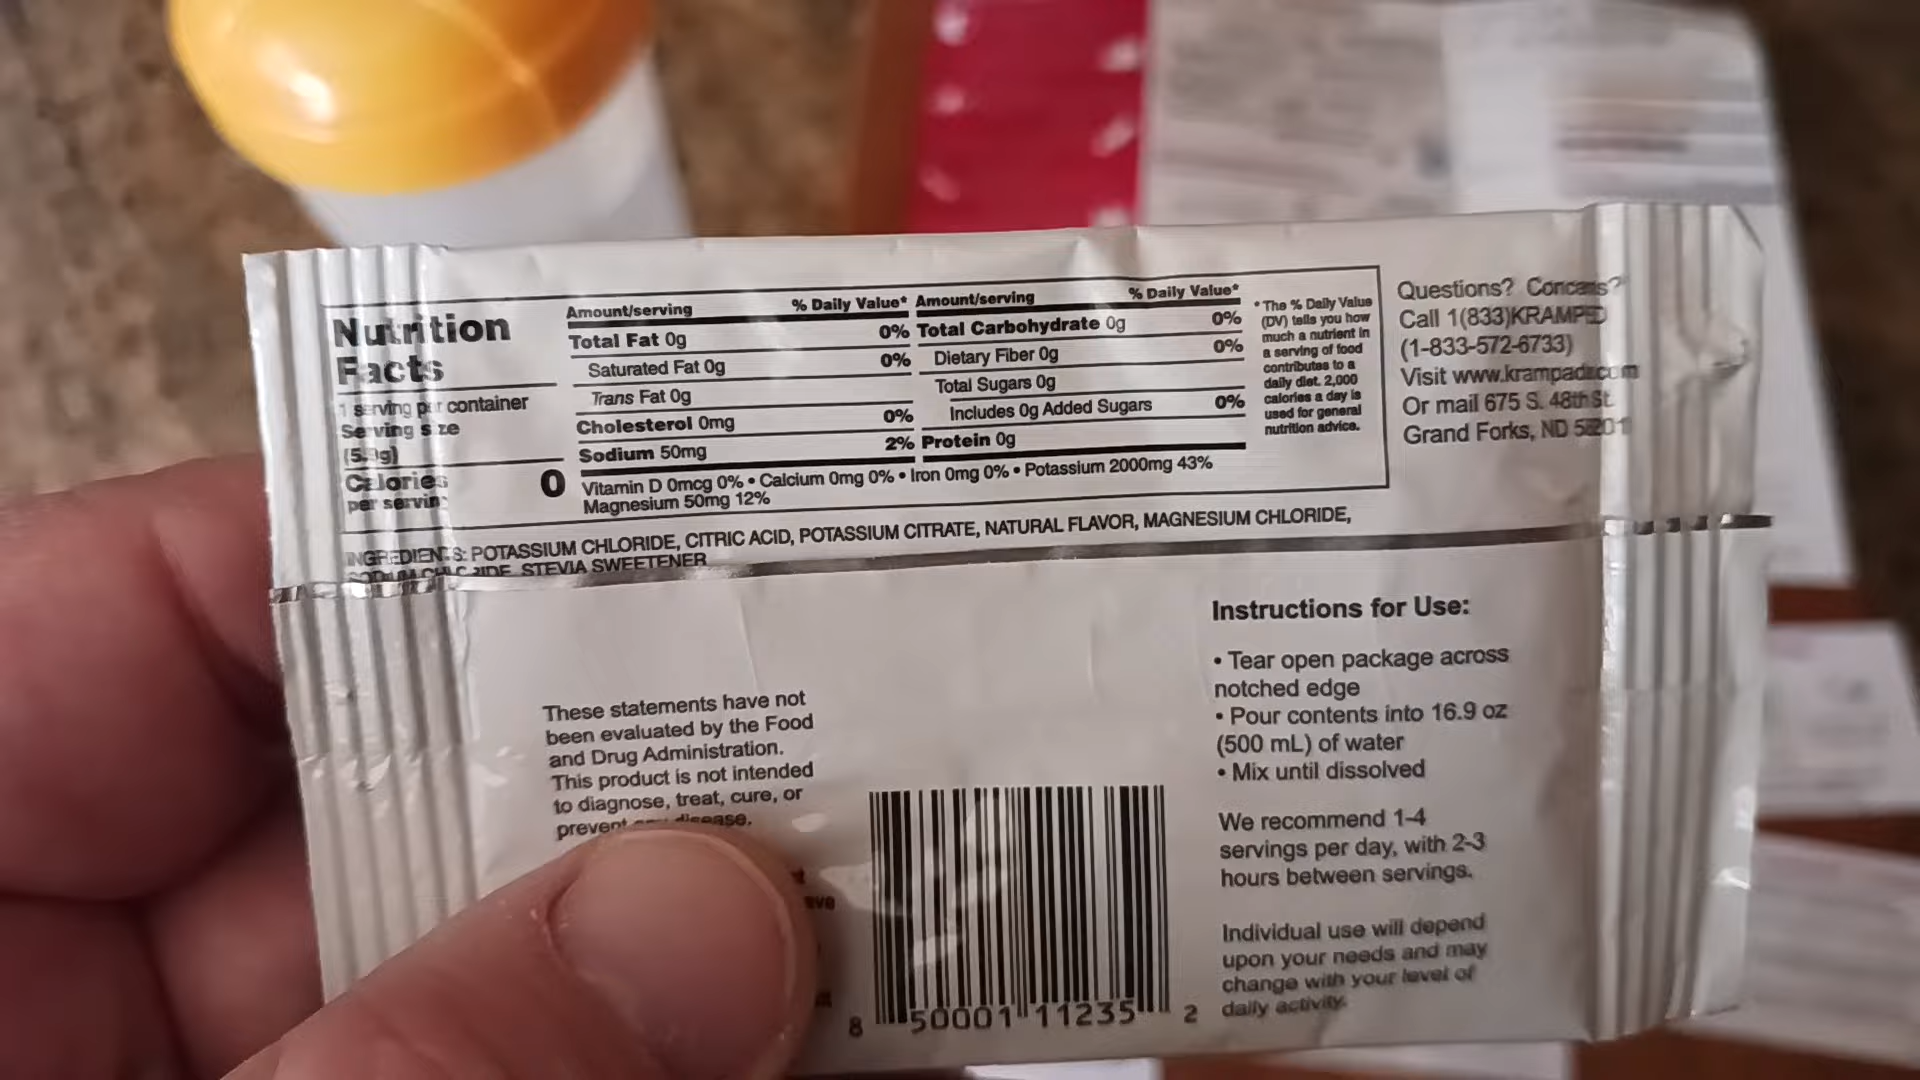 Nutrition
Facts
1 serving per container
Serving size
Calories
per serving
0
Amount/serving % Daily Value*
Total Fat 0g 0%
Saturated Fat 0g 0%
Trans Fat 0g
Cholesterol 0mg 0%
Sodium 50mg 2%
Amount/serving % Daily Value*
Total Carbohydrate 0g 0%
Dietary Fiber 0g 0%
Total Sugars 0g
Includes 0g Added Sugars 0%
Protein 0g
Vitamin D 0mcg 0% • Calcium 0mg 0% • Iron 0mg 0% • Potassium 2000mg 43%
Magnesium 50mg 12%
* The % Daily Value
(DV) tells you how
much a nutrient in
a serving of food
contributes to a
daily diet. 2,000
calories a day is
used for general
nutrition advice.
INGREDIENTS: POTASSIUM CHLORIDE, CITRIC ACID, POTASSIUM CITRATE, NATURAL FLAVOR, MAGNESIUM CHLORIDE,
SODIUM CHLORIDE, STEVIA SWEETENER
Questions? Concerns?
Call 1(833)KRAMPED
(1-833-572-6733)
Visit
Or mail 675 S. 48th St.
Grand Forks, ND 58201
These statements have not
been evaluated by the Food
and Drug Administration.
This product is not intended
to diagnose, treat, cure, or
prevent disease.
8 50001 11235 2
Instructions for Use:
• Tear open package across
notched edge
• Pour contents into 16.9 oz
(500 mL) of water
• Mix until dissolved
We recommend 1-4
servings per day, with 2-3
hours between servings.
Individual use will depend
upon your needs and may
change with your level of
daily activity.